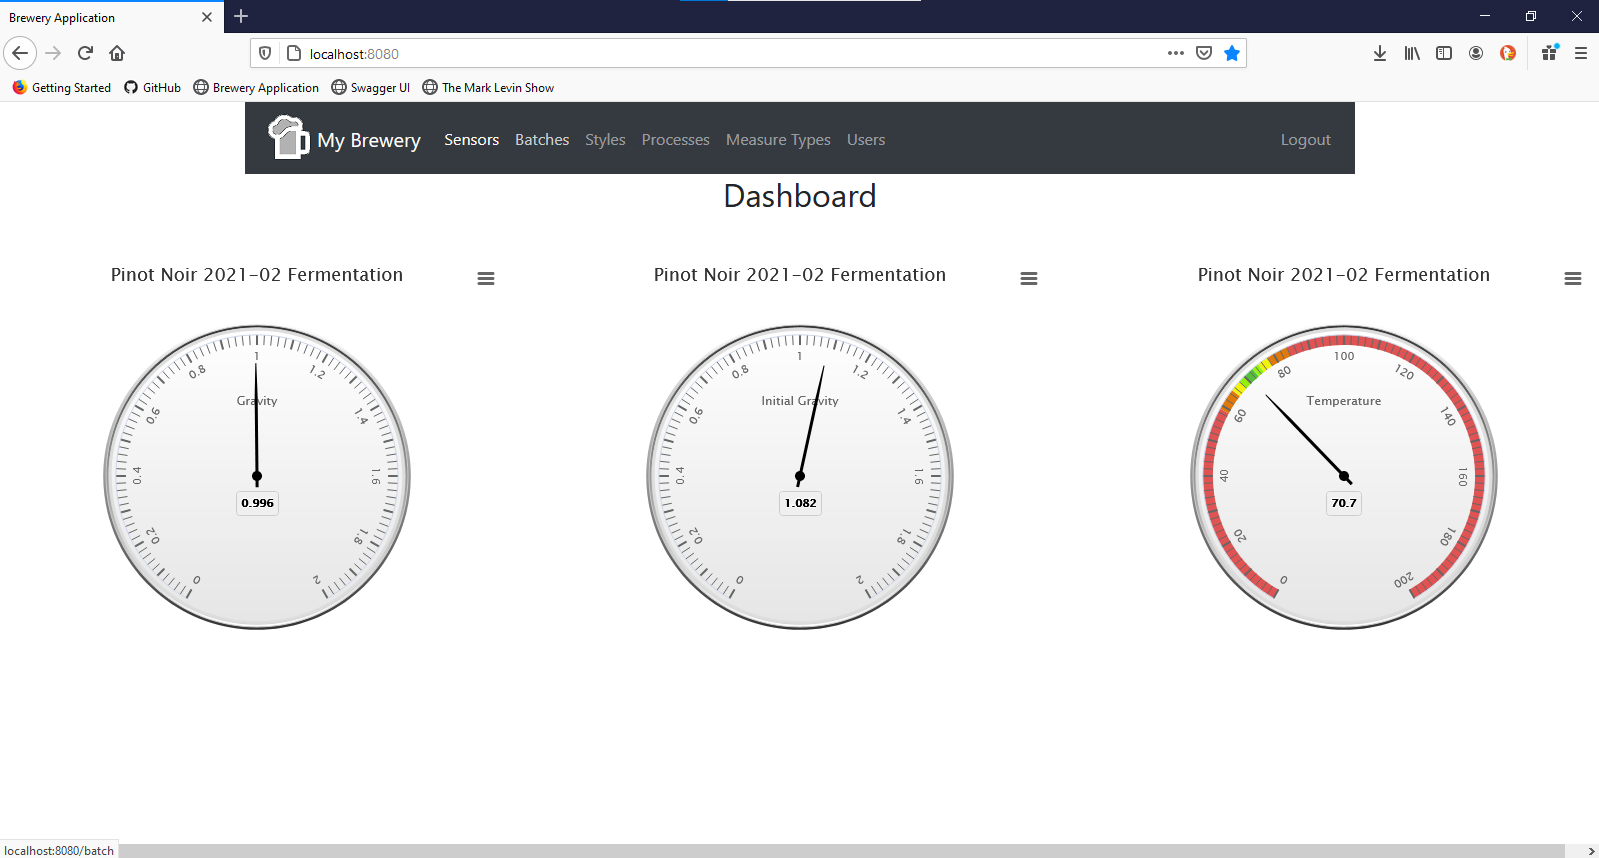 Brewery Application
localhost:8080
Getting Started GitHub Brewery Application Swagger UI The Mark Levin Show
My Brewery Sensors Batches Styles Processes Measure Types Users Logout
Dashboard
Pinot Noir 2021-02 Fermentation
0 0.2 0.4 0.6 0.8 1 1.2 1.4 1.6 1.8 2
Gravity
0.996
Pinot Noir 2021-02 Fermentation
0 0.2 0.4 0.6 0.8 1 1.2 1.4 1.6 1.8 2
Initial Gravity
1.082
Pinot Noir 2021-02 Fermentation
0 20 40 60 80 100 120 140 160 180 200
Temperature
70.7
localhost:8080/batch